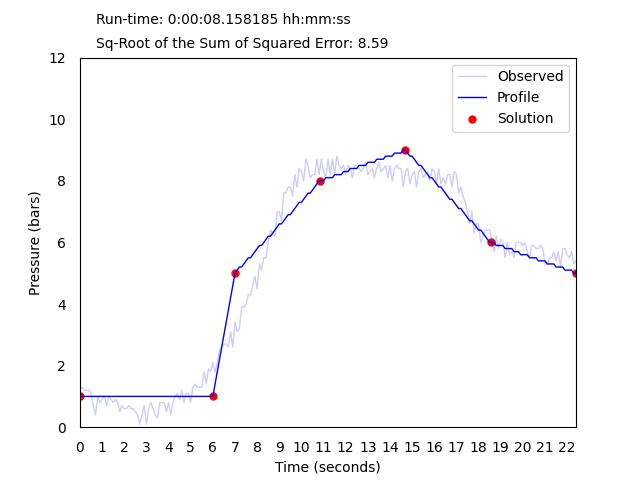 Run-time: 0:00:08.158185 hh:mm:ss
Sq-Root of the Sum of Squared Error: 8.59
12
10
8
6
4
2
0
Pressure (bars)
Observed
Profile
Solution
0 1 2 3 4 5 6 7 8 9 10 11 12 13 14 15 16 17 18 19 20 21 22
Time (seconds)